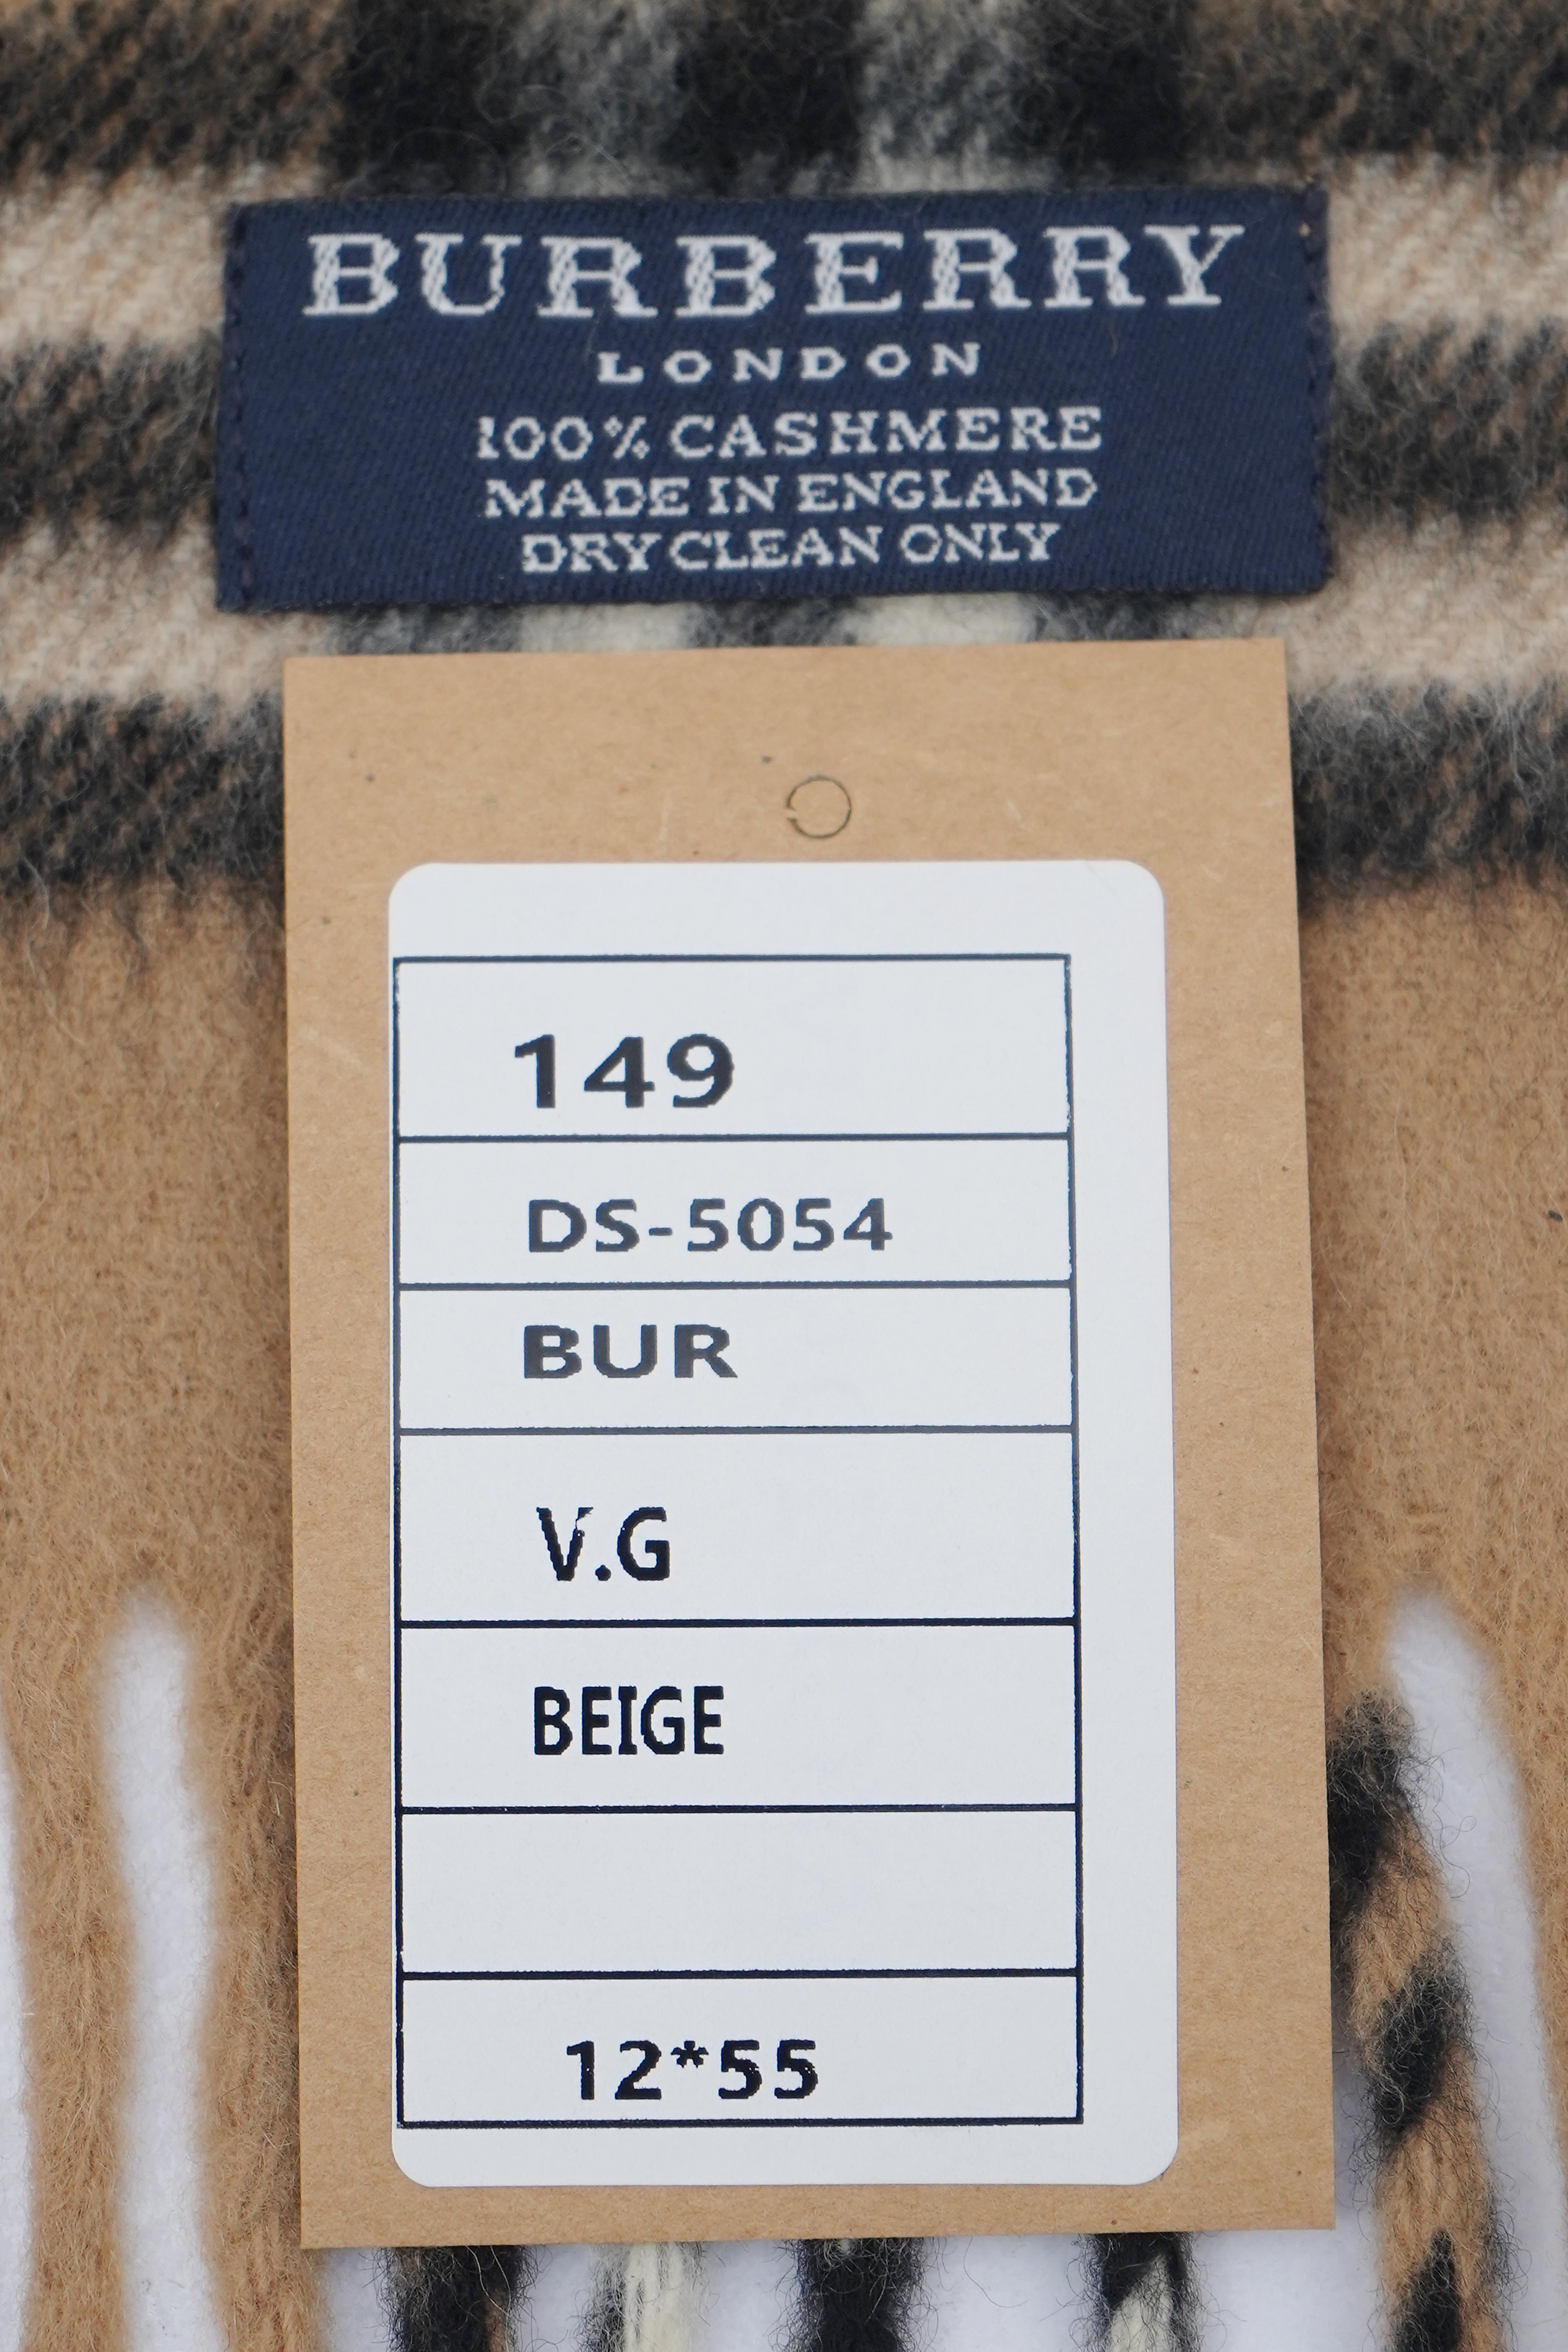 BURBERRY
LONDON
100% CASHMERE
MADE IN ENGLAND
DRY CLEAN ONLY
149
DS-5054
BUR
V.G
BEIGE
12*55